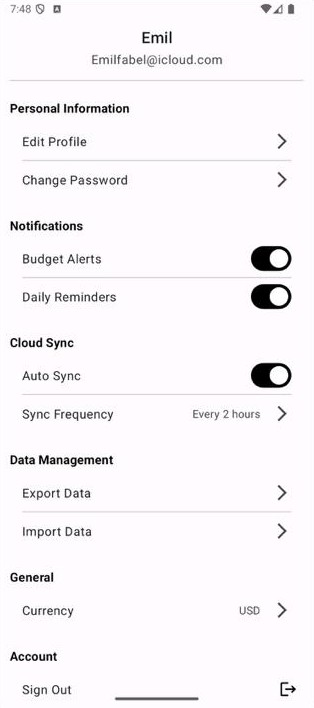 7:48
Emil
Emilfabel@icloud.com
Personal Information
Edit Profile
Change Password
Notifications
Budget Alerts
Daily Reminders
Cloud Sync
Auto Sync
Sync Frequency Every 2 hours
Data Management
Export Data
Import Data
General
Currency USD
Account
Sign Out